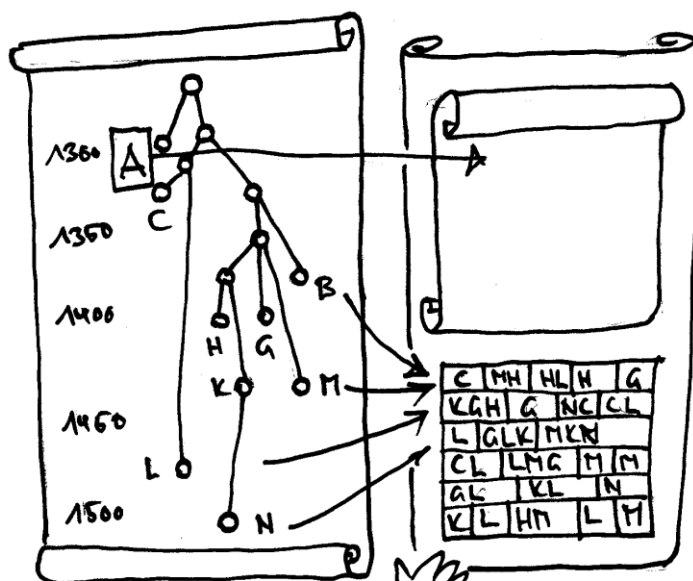 1300 A
C
1350
B
1400
H G
K M
1450
L
1500 N
C MH HL H G
KGH G NC CL
L GLK MKN
CL LMG M M
GL KL N
K L HM L M